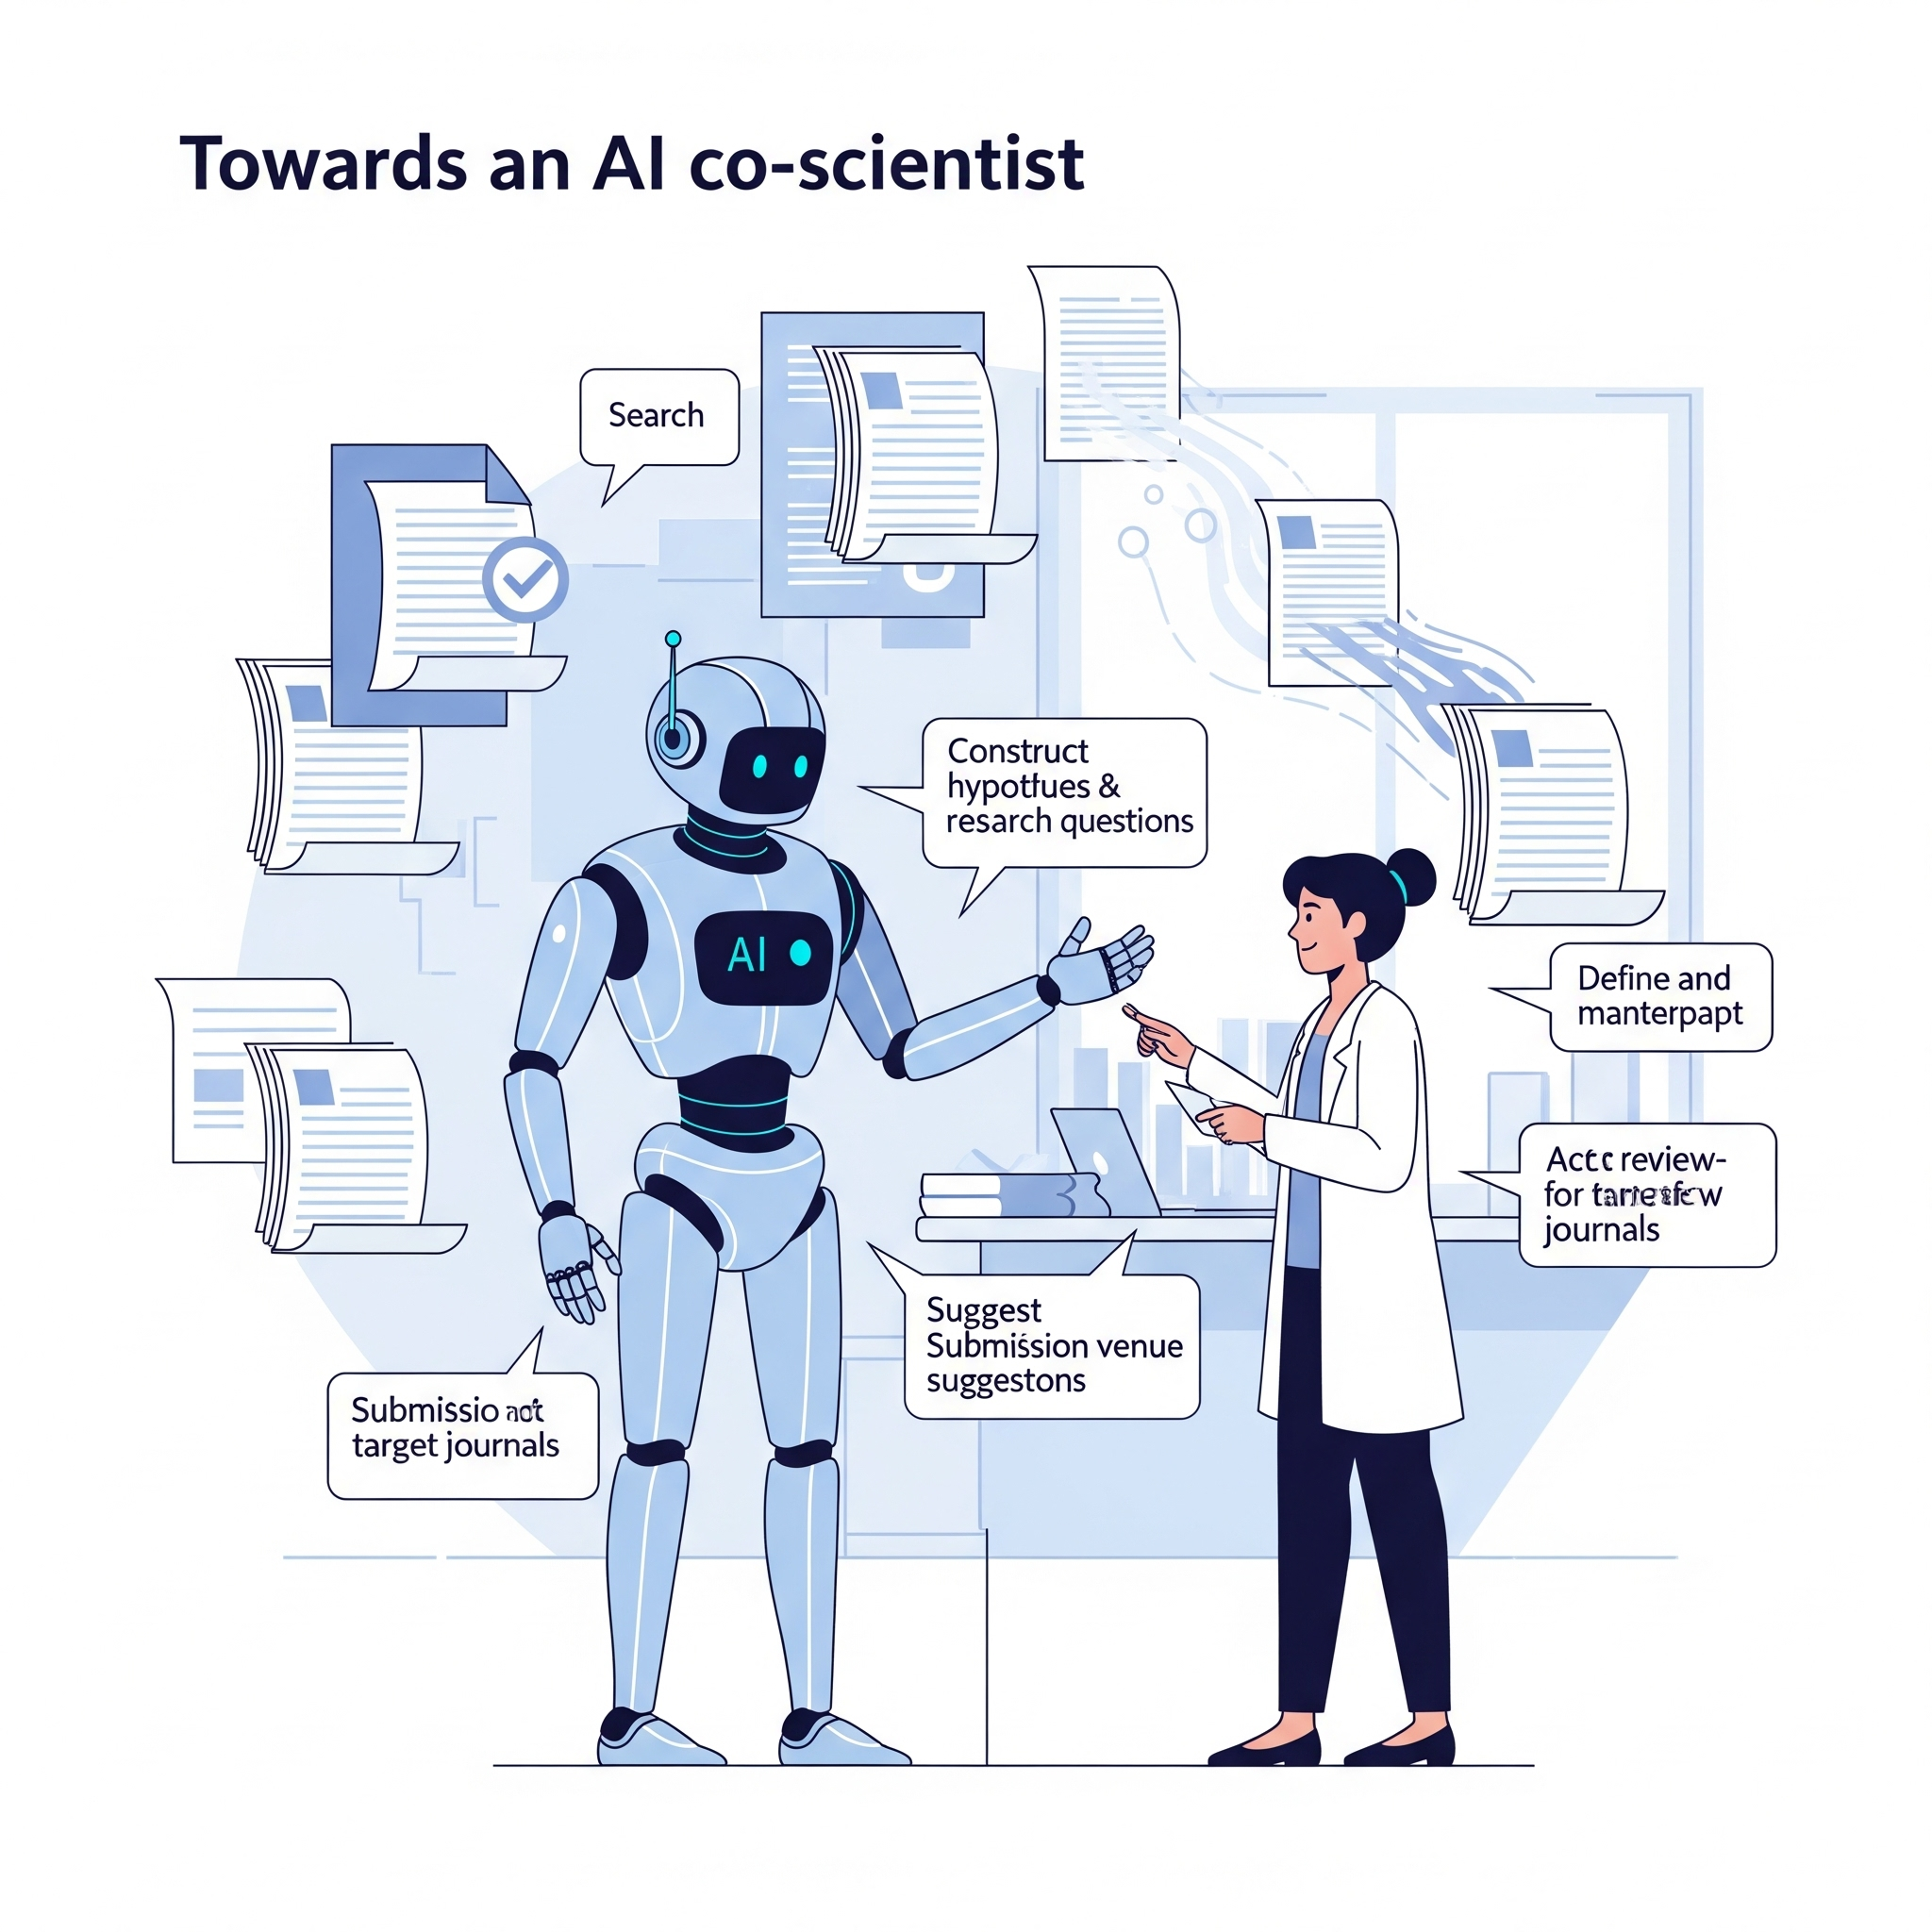 Towards an AI co-scientist
Search
Construct
hypotfues &
resarch questions
AI
Define and
manterpapt
review-
for
journals
Suggest
Submission venue
suggestons
Submissio
target journals